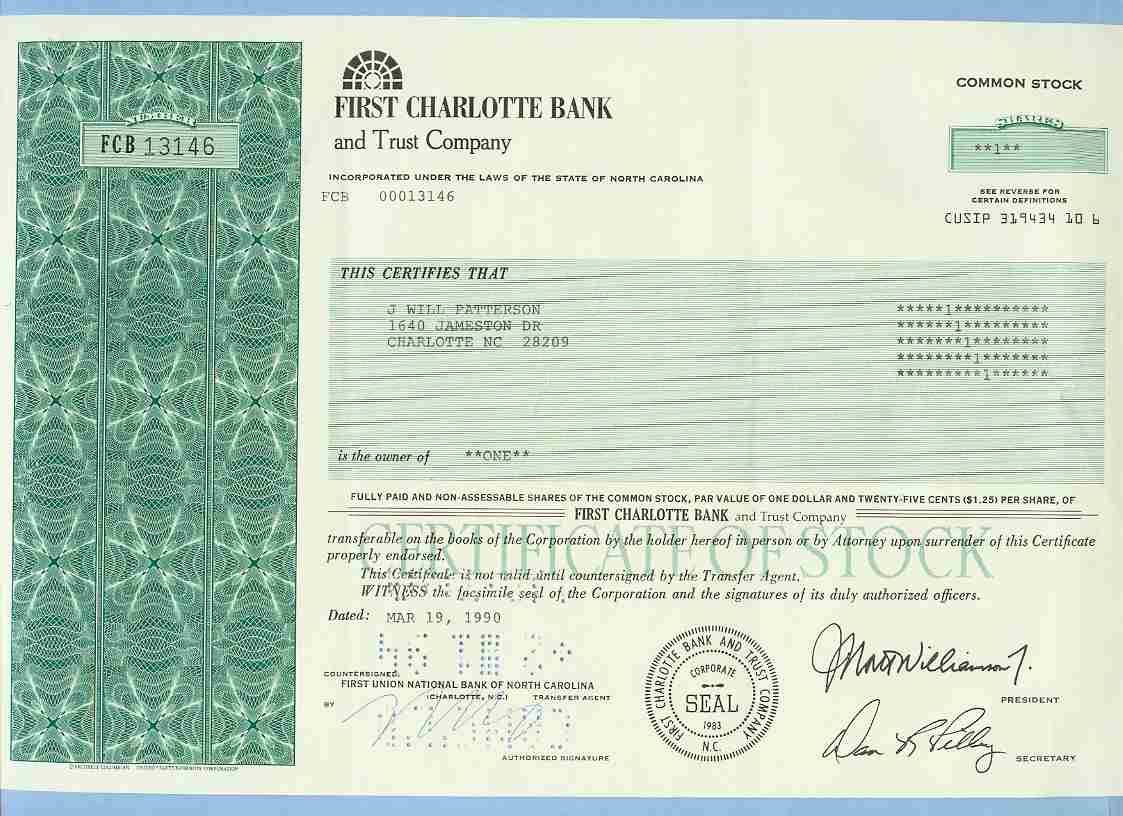 FIRST CHARLOTTE BANK
and Trust Company
COMMON STOCK
NUMBER
FCB 13146
SHARES
**1**
INCORPORATED UNDER THE LAWS OF THE STATE OF NORTH CAROLINA
FCB 00013146
SEE REVERSE FOR
CERTAIN DEFINITIONS
CUSIP 319434 10 6
THIS CERTIFIES THAT
J WILL PATTERSON
1640 JAMESTON DR
CHARLOTTE NC 28209
*****1**********
******1*********
*******1********
********1*******
*********1******
is the owner of **ONE**
FULLY PAID AND NON-ASSESSABLE SHARES OF THE COMMON STOCK, PAR VALUE OF ONE DOLLAR AND TWENTY-FIVE CENTS ($1.25) PER SHARE, OF
FIRST CHARLOTTE BANK and Trust Company
CERTIFICATE OF STOCK
transferable on the books of the Corporation by the holder hereof in person or by Attorney upon surrender of this Certificate
properly endorsed.
This Certificate is not valid until countersigned by the Transfer Agent.
WITNESS the facsimile seal of the Corporation and the signatures of its duly authorized officers.
Dated: MAR 19, 1990
COUNTERSIGNED:
FIRST UNION NATIONAL BANK OF NORTH CAROLINA
(CHARLOTTE, N.C.) TRANSFER AGENT
BY
AUTHORIZED SIGNATURE
FIRST CHARLOTTE BANK AND TRUST COMPANY
CORPORATE
SEAL
1983
N.C.
PRESIDENT
SECRETARY